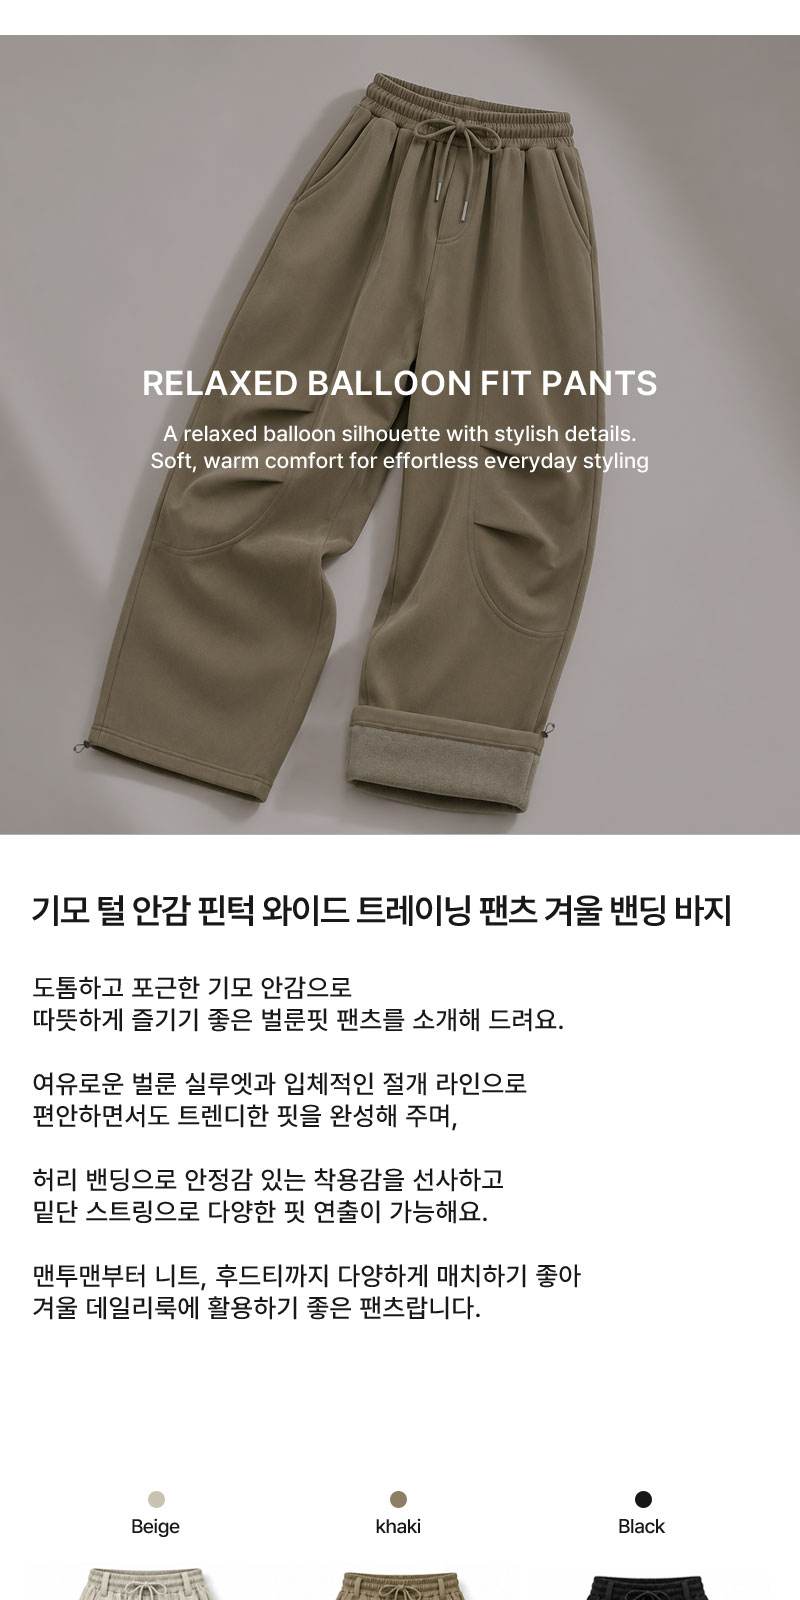 RELAXED BALLOON FIT PANTS
A relaxed balloon silhouette with stylish details.
Soft, warm comfort for effortless everyday styling
기모 털 안감 핀턱 와이드 트레이닝 팬츠 겨울 밴딩 바지
도톰하고 포근한 기모 안감으로
따뜻하게 즐기기 좋은 벌룬핏 팬츠를 소개해 드려요.
여유로운 벌룬 실루엣과 입체적인 절개 라인으로
편안하면서도 트렌디한 핏을 완성해 주며,
허리 밴딩으로 안정감 있는 착용감을 선사하고
밑단 스트링으로 다양한 핏 연출이 가능해요.
맨투맨부터 니트, 후드티까지 다양하게 매치하기 좋아
겨울 데일리룩에 활용하기 좋은 팬츠랍니다.
Beige
khaki
Black